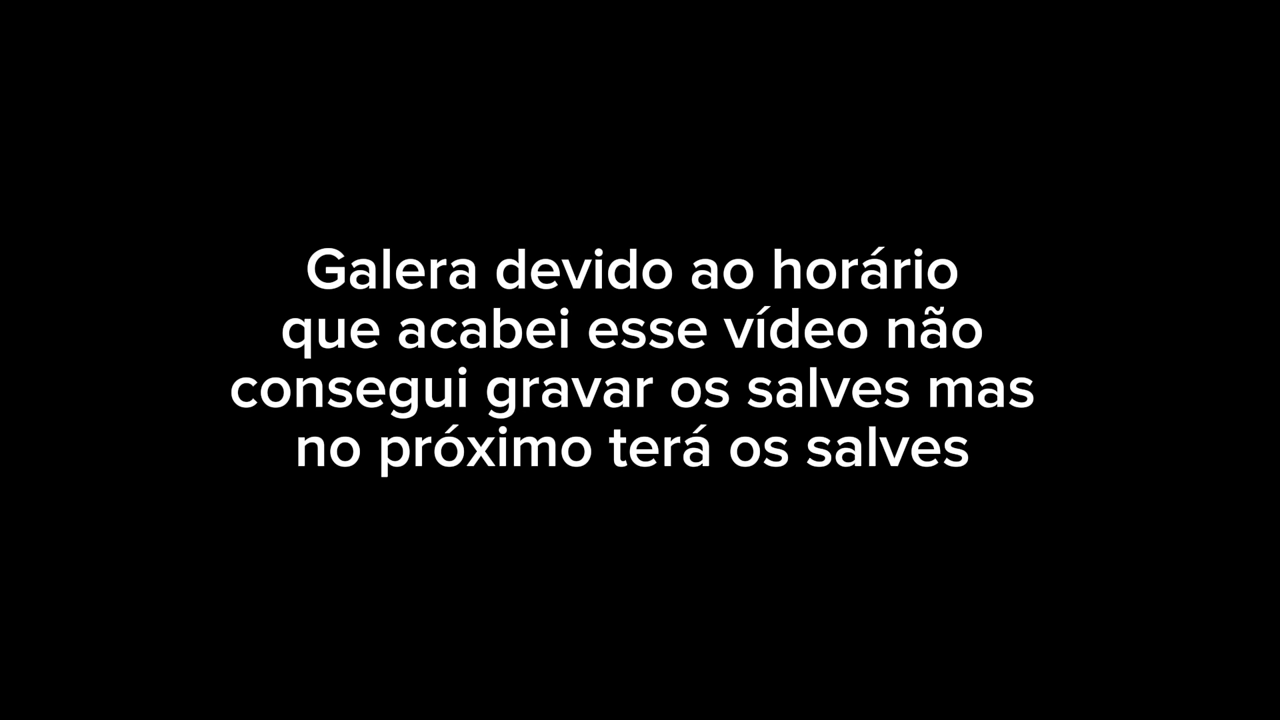 Galera devido ao horário
que acabei esse vídeo não
consegui gravar os salves mas
no próximo terá os salves